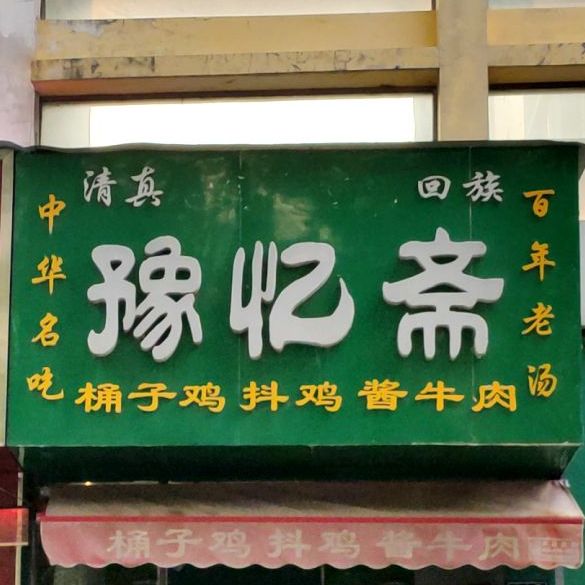 清真
回族
中华名吃
豫忆斋
百年老汤
桶子鸡 抖鸡 酱牛肉
桶子鸡 抖鸡 酱牛肉